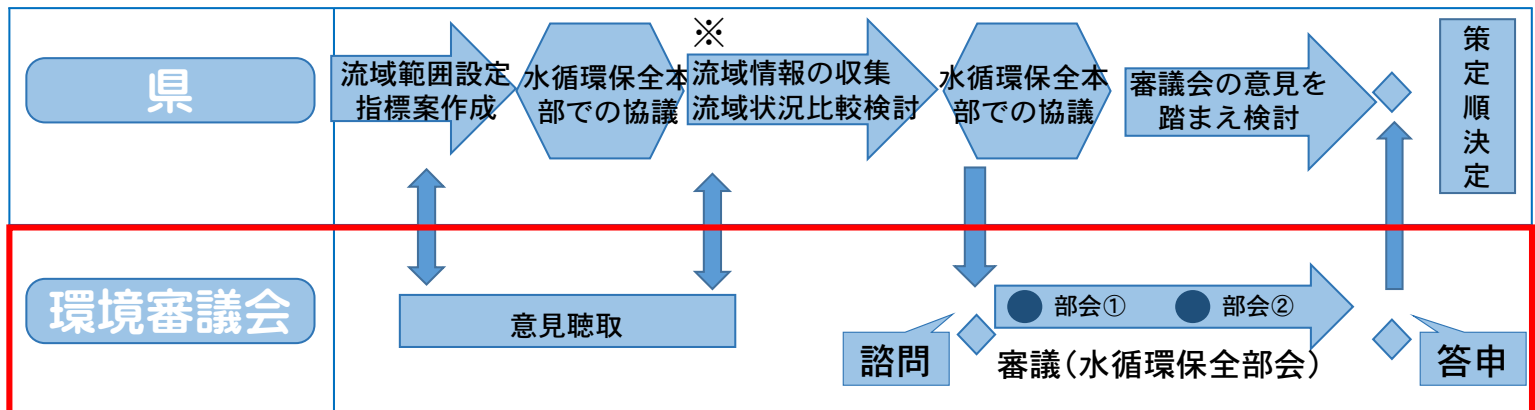 県
流域範囲設定
指標案作成
水循環保全本
部での協議
※
流域情報の収集
流域状況比較検討
水循環保全本
部での協議
審議会の意見を
踏まえ検討
策定順決定
環境審議会
意見聴取
諮問
部会①
部会②
審議(水循環保全部会)
答申